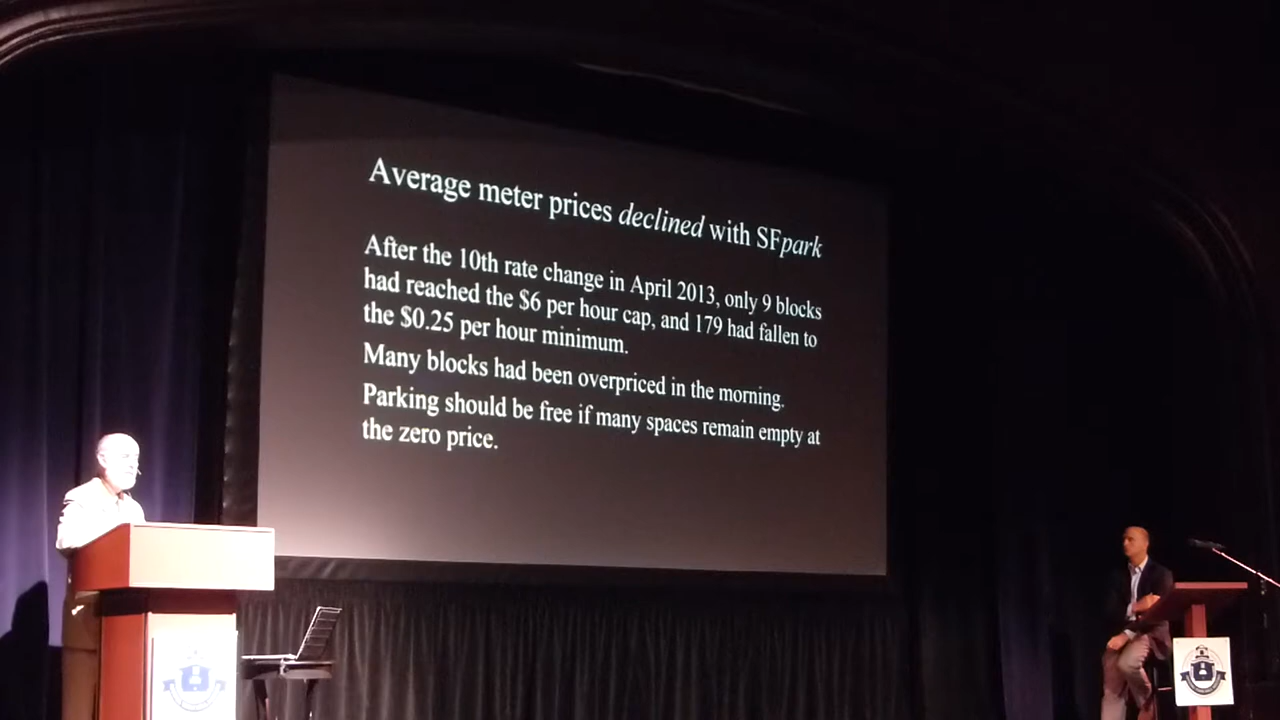 Average meter prices declined with SFpark
After the 10th rate change in April 2013, only 9 blocks
had reached the $6 per hour cap, and 179 had fallen to
the $0.25 per hour minimum.
Many blocks had been overpriced in the morning.
Parking should be free if many spaces remain empty at
the zero price.